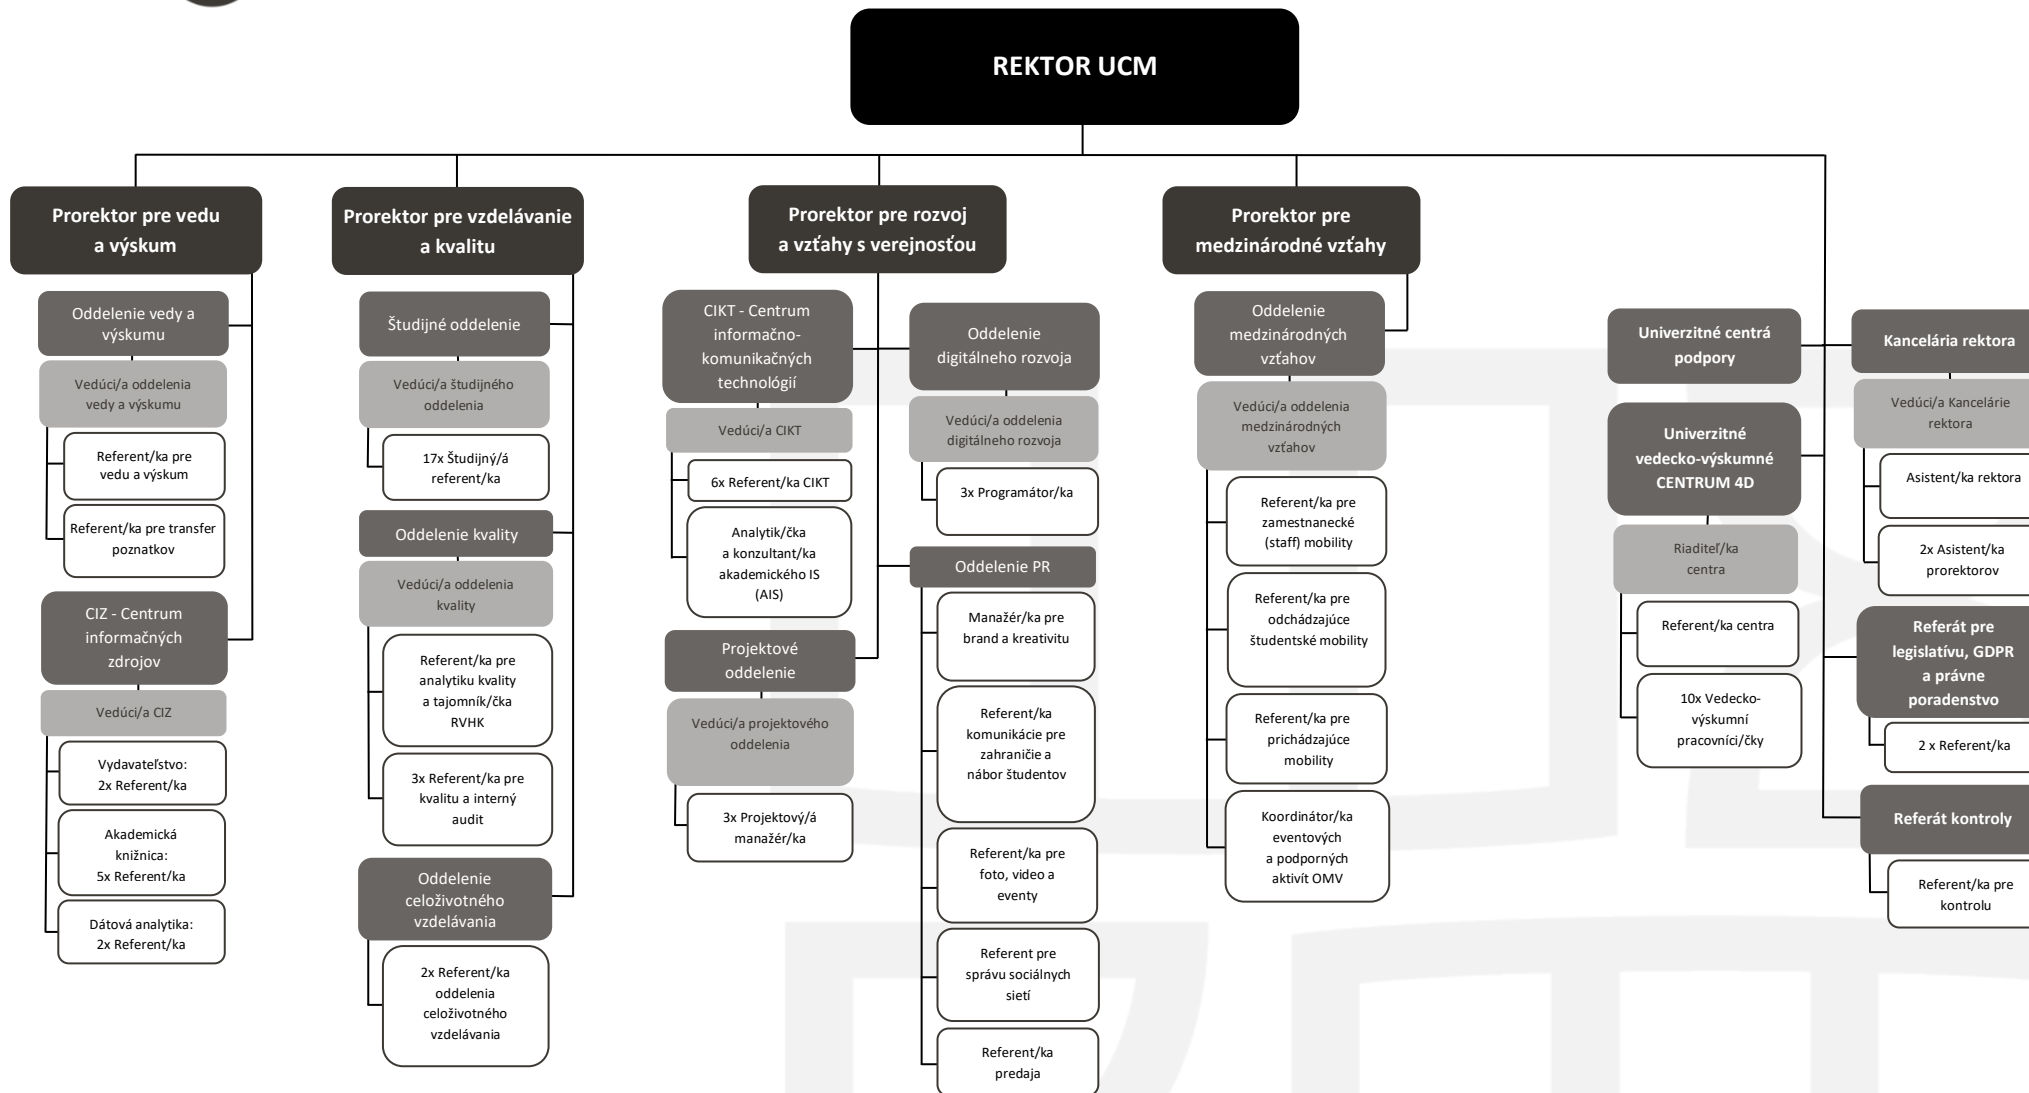 REKTOR UCM
Prorektor pre vedu
a výskum
Oddelenie vedy a
výskumu
Vedúci/a oddelenia
vedy a výskumu
Referent/ka pre
vedu a výskum
Referent/ka pre transfer
poznatkov
CIZ - Centrum
informačných
zdrojov
Vedúci/a CIZ
Vydavateľstvo:
2x Referent/ka
Akademická
knižnica:
5x Referent/ka
Dátová analytika:
2x Referent/ka
Prorektor pre vzdelávanie
a kvalitu
Študijné oddelenie
Vedúci/a študijného
oddelenia
17x Študijný/á
referent/ka
Oddelenie kvality
Vedúci/a oddelenia
kvality
Referent/ka pre
analytiku kvality
a tajomník/čka
RVHK
3x Referent/ka pre
kvalitu a interný
audit
Oddelenie
celoživotného
vzdelávania
2x Referent/ka
oddelenia
celoživotného
vzdelávania
Prorektor pre rozvoj
a vzťahy s verejnosťou
CIKT - Centrum
informačno-
komunikačných
technológií
Vedúci/a CIKT
6x Referent/ka CIKT
Analytik/čka
a konzultant/ka
akademického IS
(AIS)
Projektové
oddelenie
Vedúci/a projektového
oddelenia
3x Projektový/á
manažér/ka
Oddelenie
digitálneho rozvoja
Vedúci/a oddelenia
digitálneho rozvoja
3x Programátor/ka
Oddelenie PR
Manažér/ka pre
brand a kreativitu
Referent/ka
komunikácie pre
zahraničie a
nábor študentov
Referent/ka pre
foto, video a
eventy
Referent pre
správu sociálnych
sietí
Referent/ka
predaja
Prorektor pre
medzinárodné vzťahy
Oddelenie
medzinárodných
vzťahov
Vedúci/a oddelenia
medzinárodných
vzťahov
Referent/ka pre
zamestnanecké
(staff) mobility
Referent/ka pre
odchádzajúce
študentské mobility
Referent/ka pre
prichádzajúce
mobility
Koordinátor/ka
eventových
a podporných
aktivít OMV
Univerzitné centrá
podpory
Univerzitné
vedecko-výskumné
CENTRUM 4D
Riaditeľ/ka
centra
Referent/ka centra
10x Vedecko-
výskumní
pracovníci/čky
Kancelária rektora
Vedúci/a Kancelárie
rektora
Asistent/ka rektora
2x Asistent/ka
prorektorov
Referát pre
legislatívu, GDPR
a právne
poradenstvo
2 x Referent/ka
Referát kontroly
Referent/ka pre
kontrolu